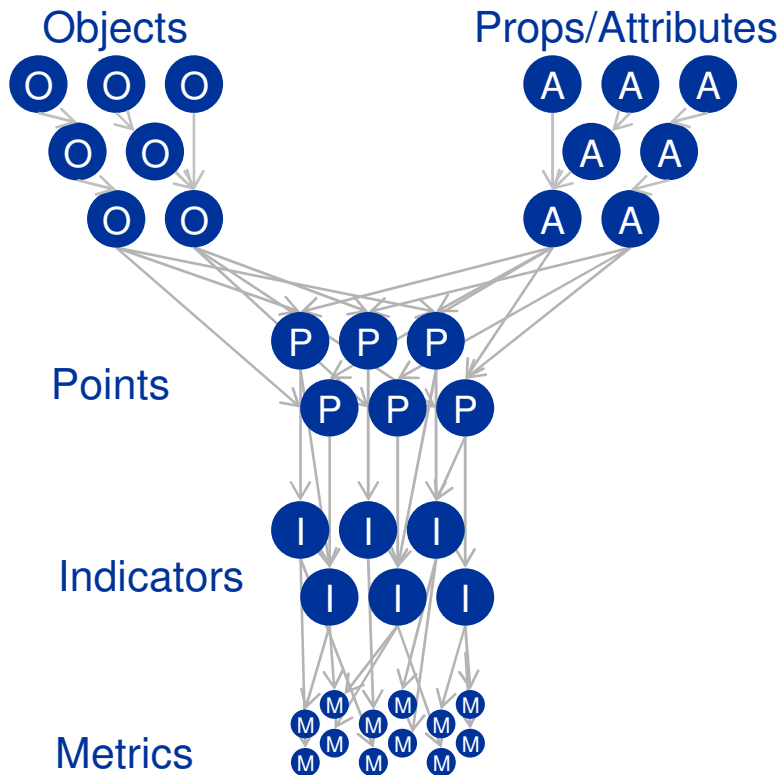 Objects Props/Attributes
O O O A A A
O O A A
O O A A
P P P
Points
P P P
I I I
Indicators
I I I
M M M
M M M
Metrics
M M M
M M M